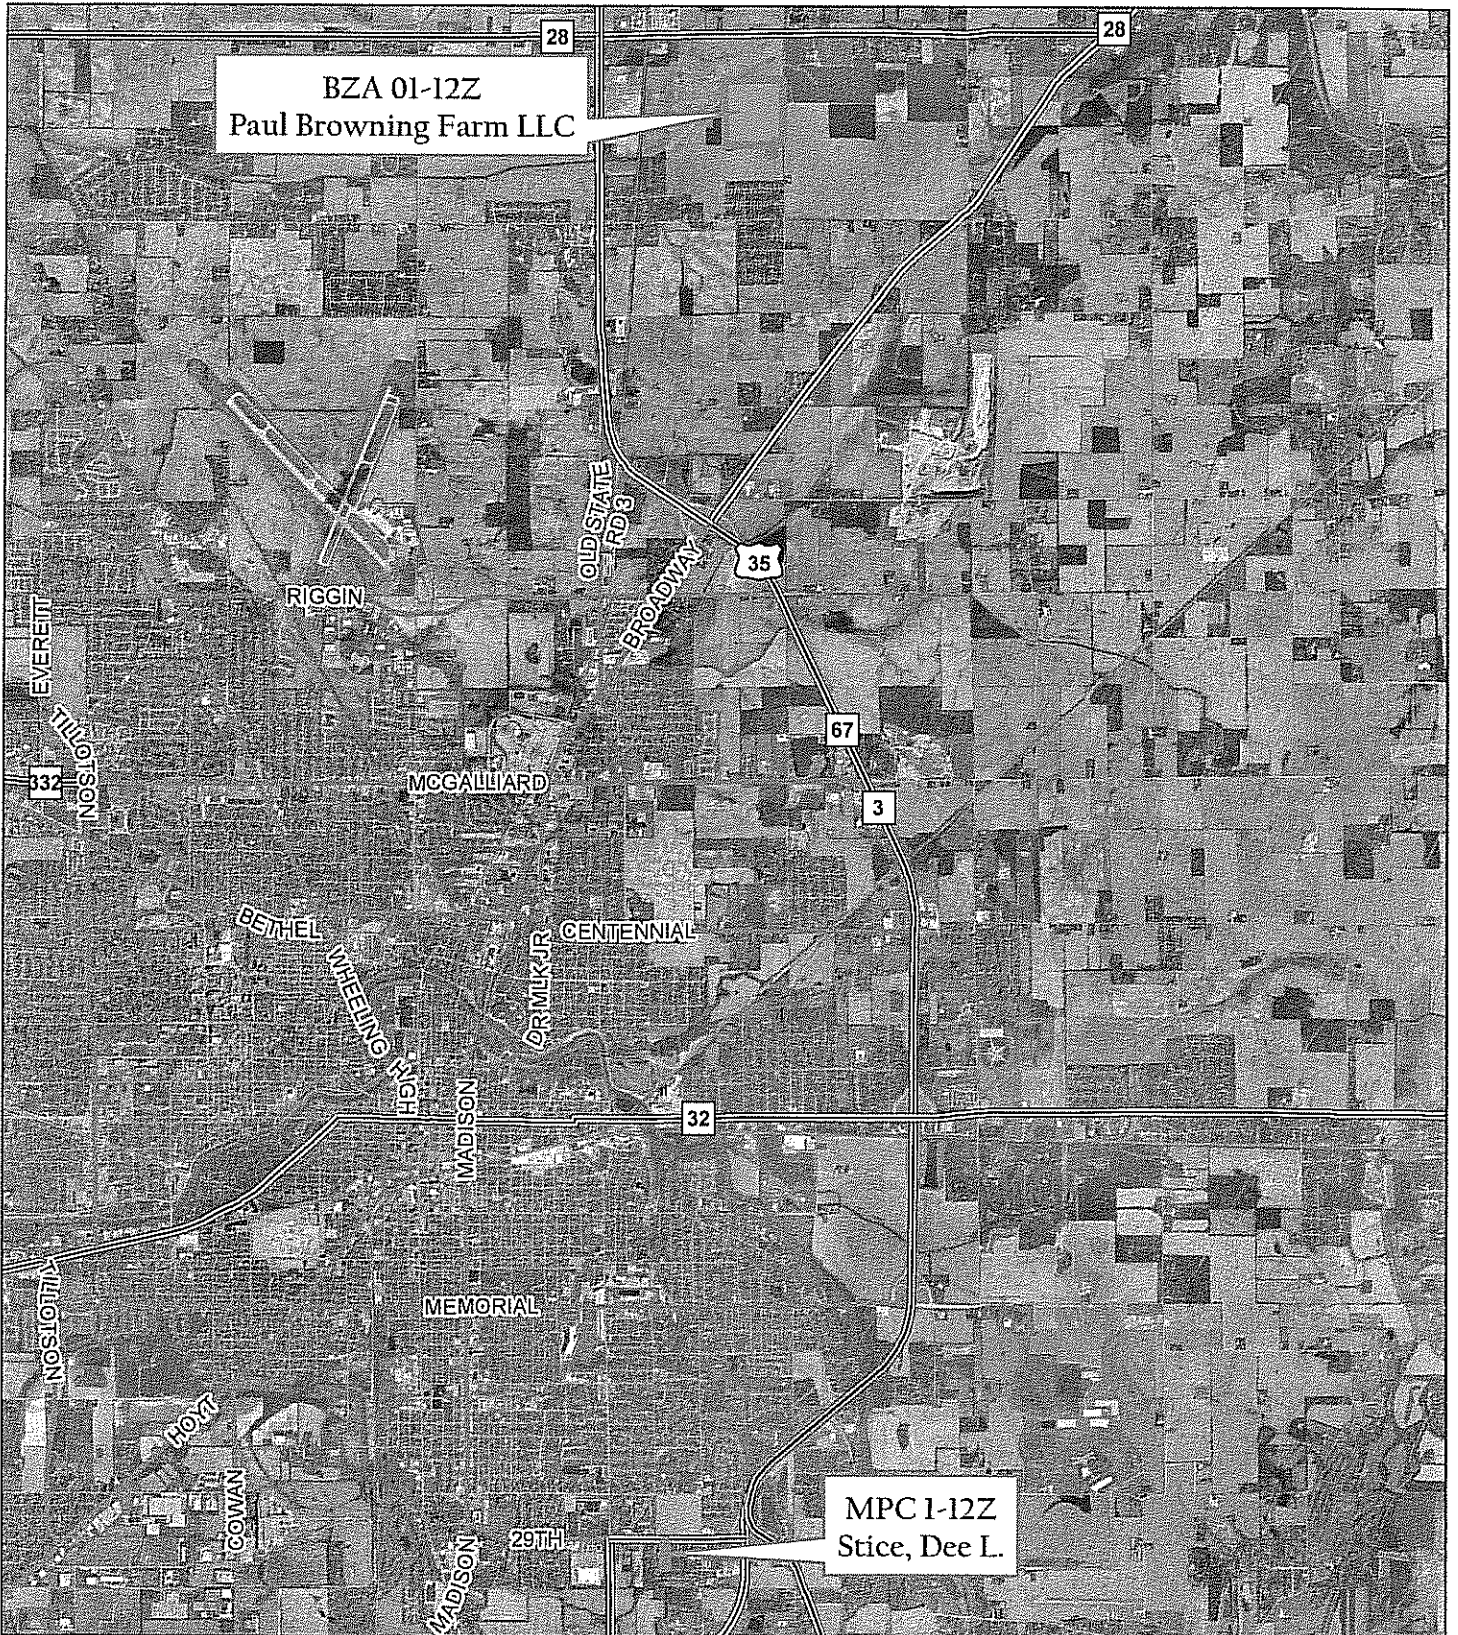 28
28
BZA 01-12Z
Paul Browning Farm LLC
OLD STATE
RD 3
BROADWAY
35
RIGGIN
EVERETT
TILLOTSON
67
332
MCGALLIARD
3
BETHEL
CENTENNIAL
WHEELING
DR MLK JR
HIGH
MADISON
32
TILLOTSON
MEMORIAL
HOYT
COWAN
MPC 1-12Z
Stice, Dee L.
29TH
MADISON